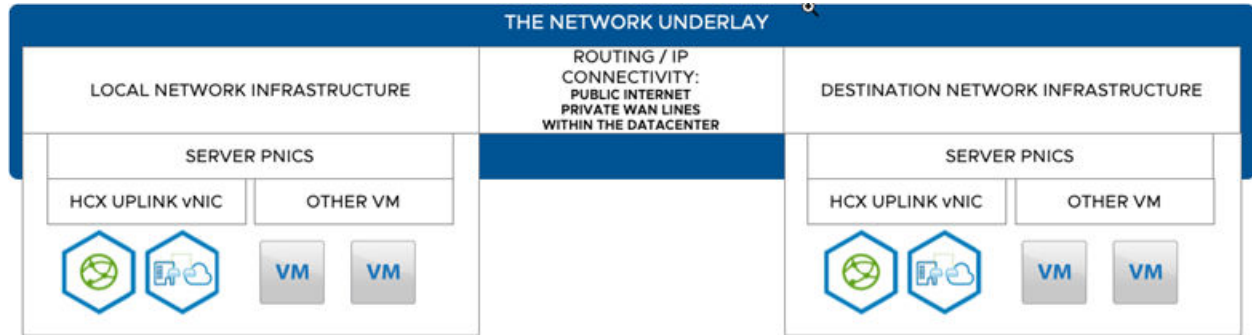 THE NETWORK UNDERLAY
LOCAL NETWORK INFRASTRUCTURE
ROUTING / IP
CONNECTIVITY:
PUBLIC INTERNET
PRIVATE WAN LINES
WITHIN THE DATACENTER
DESTINATION NETWORK INFRASTRUCTURE
SERVER PNICS
HCX UPLINK vNIC
OTHER VM
VM
VM
SERVER PNICS
HCX UPLINK vNIC
OTHER VM
VM
VM